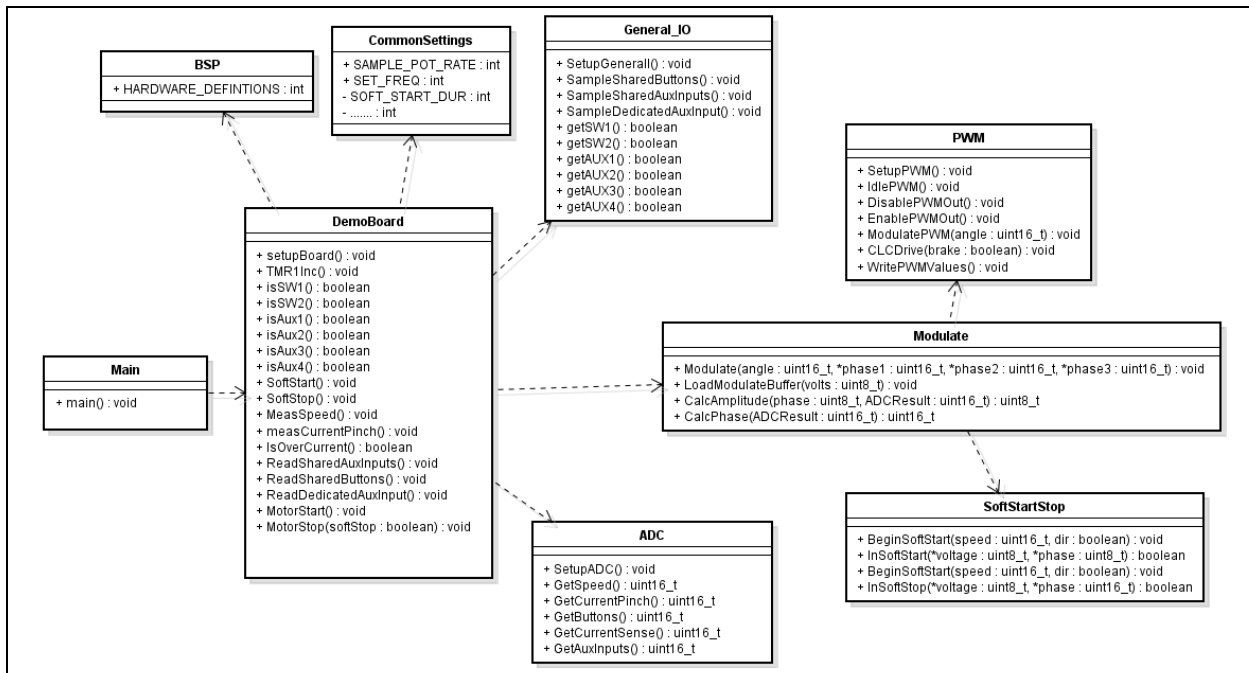 BSP
+ HARDWARE_DEFINTIONS : int
CommonSettings
+ SAMPLE_POT_RATE : int
+ SET_FREQ : int
- SOFT_START_DUR : int
- ....... : int
General_IO
+ SetupGeneralI() : void
+ SampleSharedButtons() : void
+ SampleSharedAuxInputs() : void
+ SampleDedicatedAuxInput() : void
+ getSW1() : boolean
+ getSW2() : boolean
+ getAUX1() : boolean
+ getAUX2() : boolean
+ getAUX3() : boolean
+ getAUX4() : boolean
PWM
+ SetupPWM() : void
+ IdlePWM() : void
+ DisablePWMOut() : void
+ EnablePWMOut() : void
+ ModulatePWM(angle : uint16_t) : void
+ CLCDrive(brake : boolean) : void
+ WritePWMValues() : void
DemoBoard
+ setupBoard() : void
+ TMR1Inc() : void
+ isSW1() : boolean
+ isSW2() : boolean
+ isAux1() : boolean
+ isAux2() : boolean
+ isAux3() : boolean
+ isAux4() : boolean
+ SoftStart() : void
+ SoftStop() : void
+ MeasSpeed() : void
+ measCurrentPinch() : void
+ IsOverCurrent() : boolean
+ ReadSharedAuxInputs() : void
+ ReadSharedButtons() : void
+ ReadDedicatedAuxInput() : void
+ MotorStart() : void
+ MotorStop(softStop : boolean) : void
Main
+ main() : void
Modulate
+ Modulate(angle : uint16_t, *phase1 : uint16_t, *phase2 : uint16_t, *phase3 : uint16_t) : void
+ LoadModulateBuffer(volts : uint8_t) : void
+ CalcAmplitude(phase : uint8_t, ADCResult : uint16_t) : uint8_t
+ CalcPhase(ADCResult : uint16_t) : uint16_t
SoftStartStop
+ BeginSoftStart(speed : uint16_t, dir : boolean) : void
+ InSoftStart(*voltage : uint8_t, *phase : uint8_t) : boolean
+ BeginSoftStart(speed : uint16_t, dir : boolean) : void
+ InSoftStop(*voltage : uint8_t, *phase : uint16_t) : boolean
ADC
+ SetupADC() : void
+ GetSpeed() : uint16_t
+ GetCurrentPinch() : uint16_t
+ GetButtons() : uint16_t
+ GetCurrentSense() : uint16_t
+ GetAuxInputs() : uint16_t